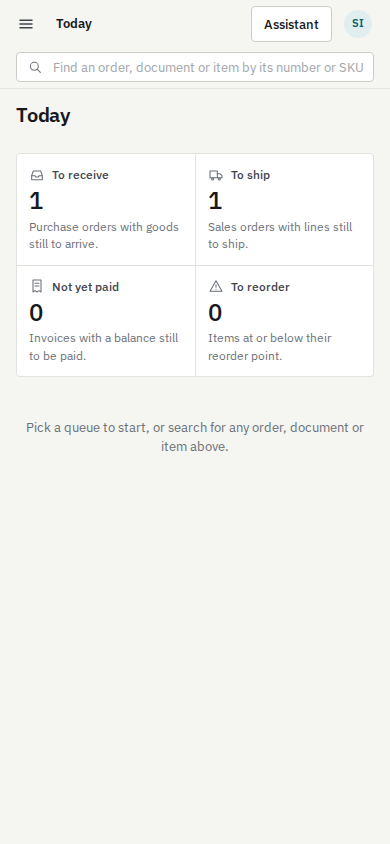 Today
Assistant
SI
Find an order, document or item by its number or SKU
Today
To receive
1
Purchase orders with goods
still to arrive.
To ship
1
Sales orders with lines still
to ship.
Not yet paid
0
Invoices with a balance still
to be paid.
To reorder
0
Items at or below their
reorder point.
Pick a queue to start, or search for any order, document or
item above.